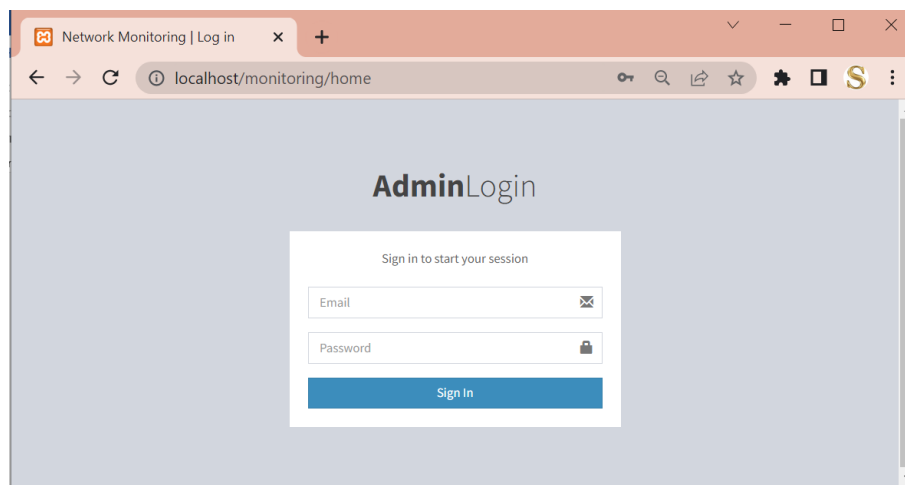 Network Monitoring | Log in
localhost/monitoring/home
S
AdminLogin
Sign in to start your session
Email
Password
Sign In